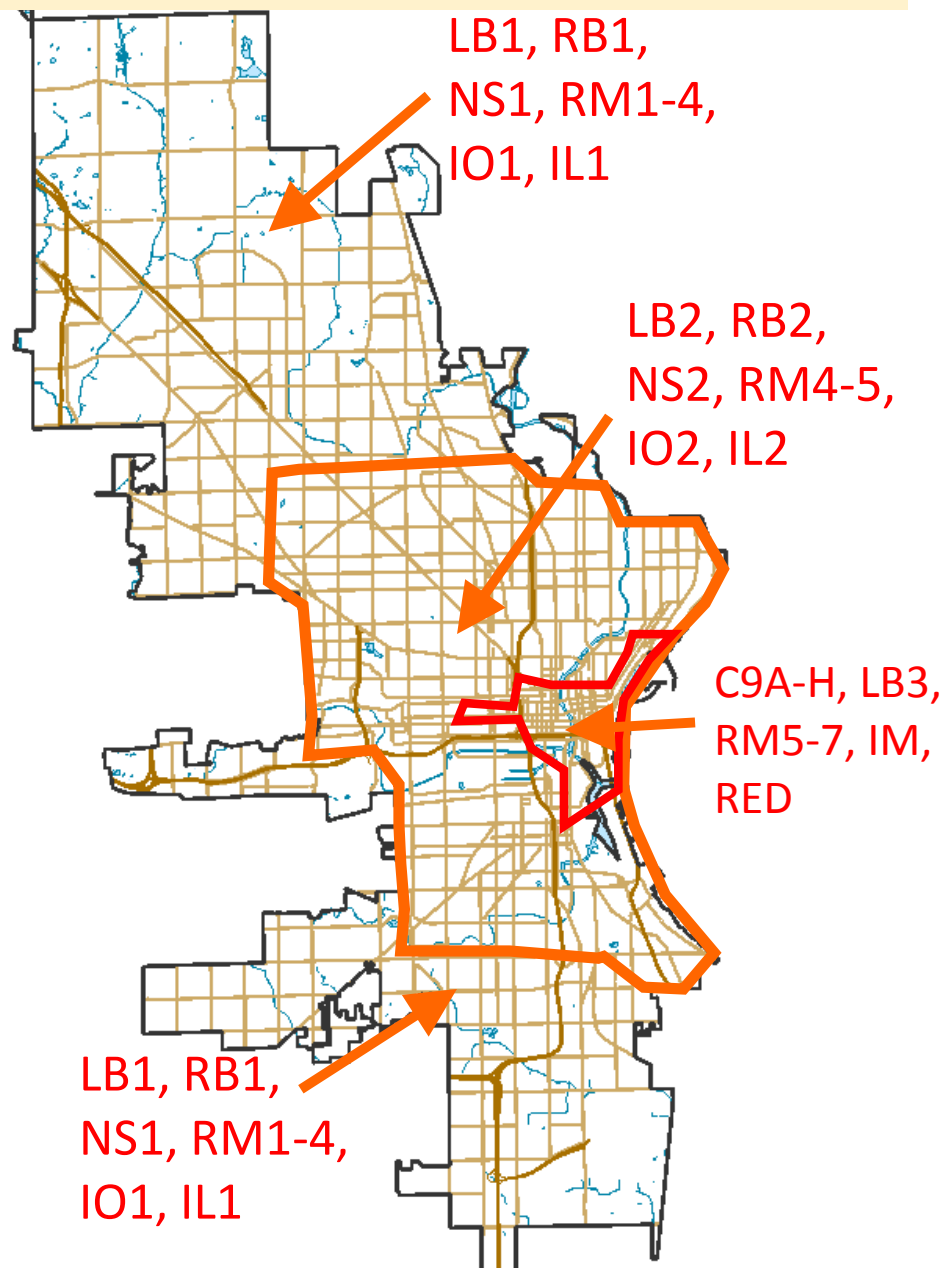 LB1, RB1,
NS1, RM1-4,
IO1, IL1
LB2, RB2,
NS2, RM4-5,
IO2, IL2
C9A-H, LB3,
RM5-7, IM,
RED
LB1, RB1,
NS1, RM1-4,
IO1, IL1